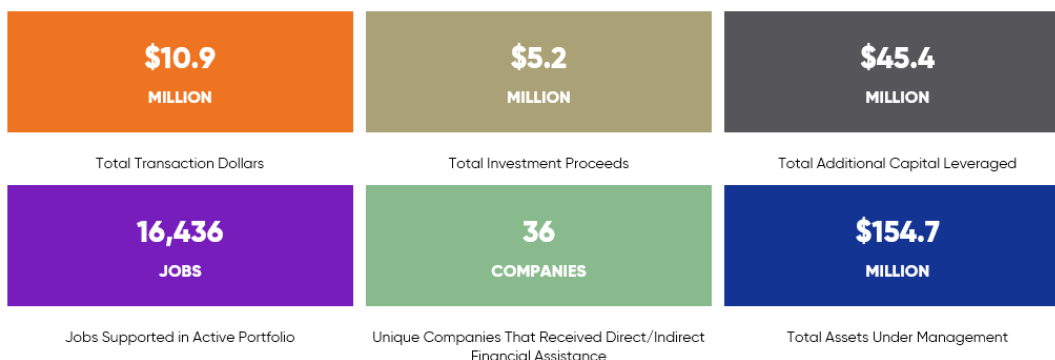 $10.9
MILLION
Total Transaction Dollars
$5.2
MILLION
Total Investment Proceeds
$45.4
MILLION
Total Additional Capital Leveraged
16,436
JOBS
Jobs Supported in Active Portfolio
36
COMPANIES
Unique Companies That Received Direct/Indirect
Financial Assistance
$154.7
MILLION
Total Assets Under Management